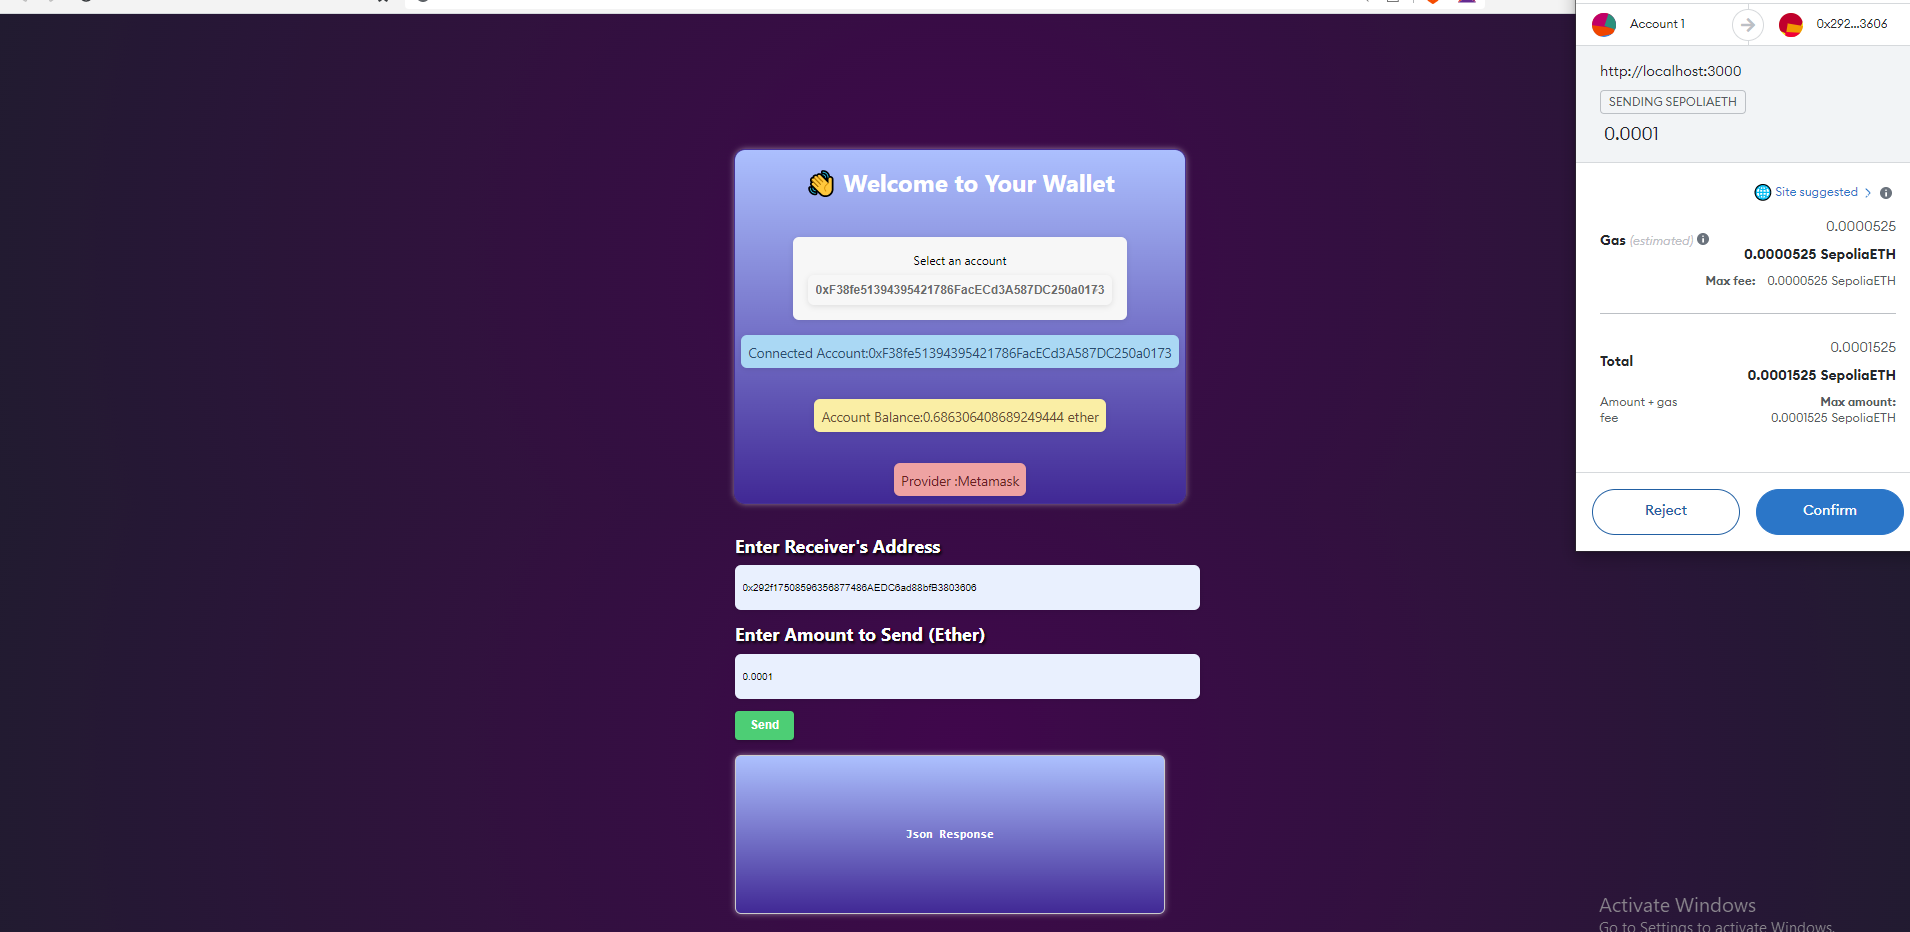 👋 Welcome to Your Wallet
Select an account
0xF38fe51394395421786FacECd3A587DC250a0173
Connected Account:0xF38fe51394395421786FacECd3A587DC250a0173
Account Balance:0.686306408689249444 ether
Provider :Metamask
Enter Receiver's Address
0x292f17508596356877486AEDC6ad88bfB3803606
Enter Amount to Send (Ether)
0.0001
Send
Json Response
Account 1
0x292...3606
http://localhost:3000
SENDING SEPOLIAETH
0.0001
Site suggested
Gas (estimated)
0.0000525
0.0000525 SepoliaETH
Max fee: 0.0000525 SepoliaETH
Total
0.0001525
0.0001525 SepoliaETH
Amount + gas fee
Max amount:
0.0001525 SepoliaETH
Reject
Confirm
Activate Windows
Go to Settings to activate Windows.